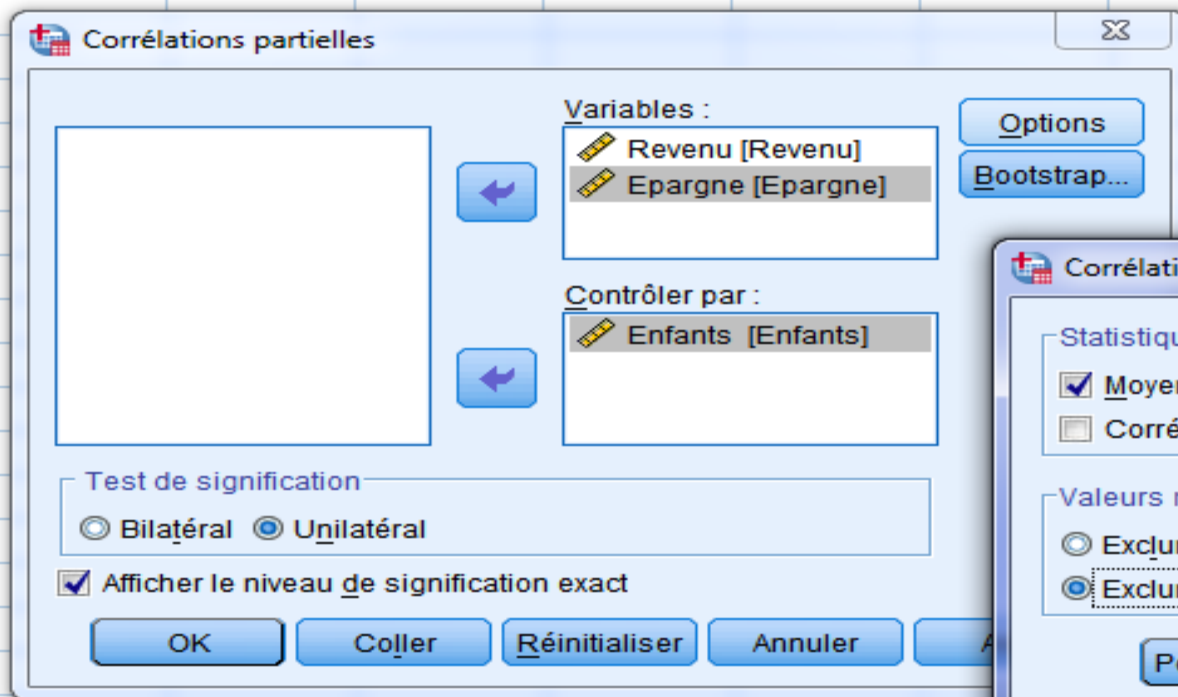 Corrélations partielles
Variables :
Revenu [Revenu]
Epargne [Epargne]
Options
Bootstrap...
Contrôler par :
Enfants [Enfants]
Test de signification
Bilatéral Unilatéral
Afficher le niveau de signification exact
OK Coller Réinitialiser Annuler